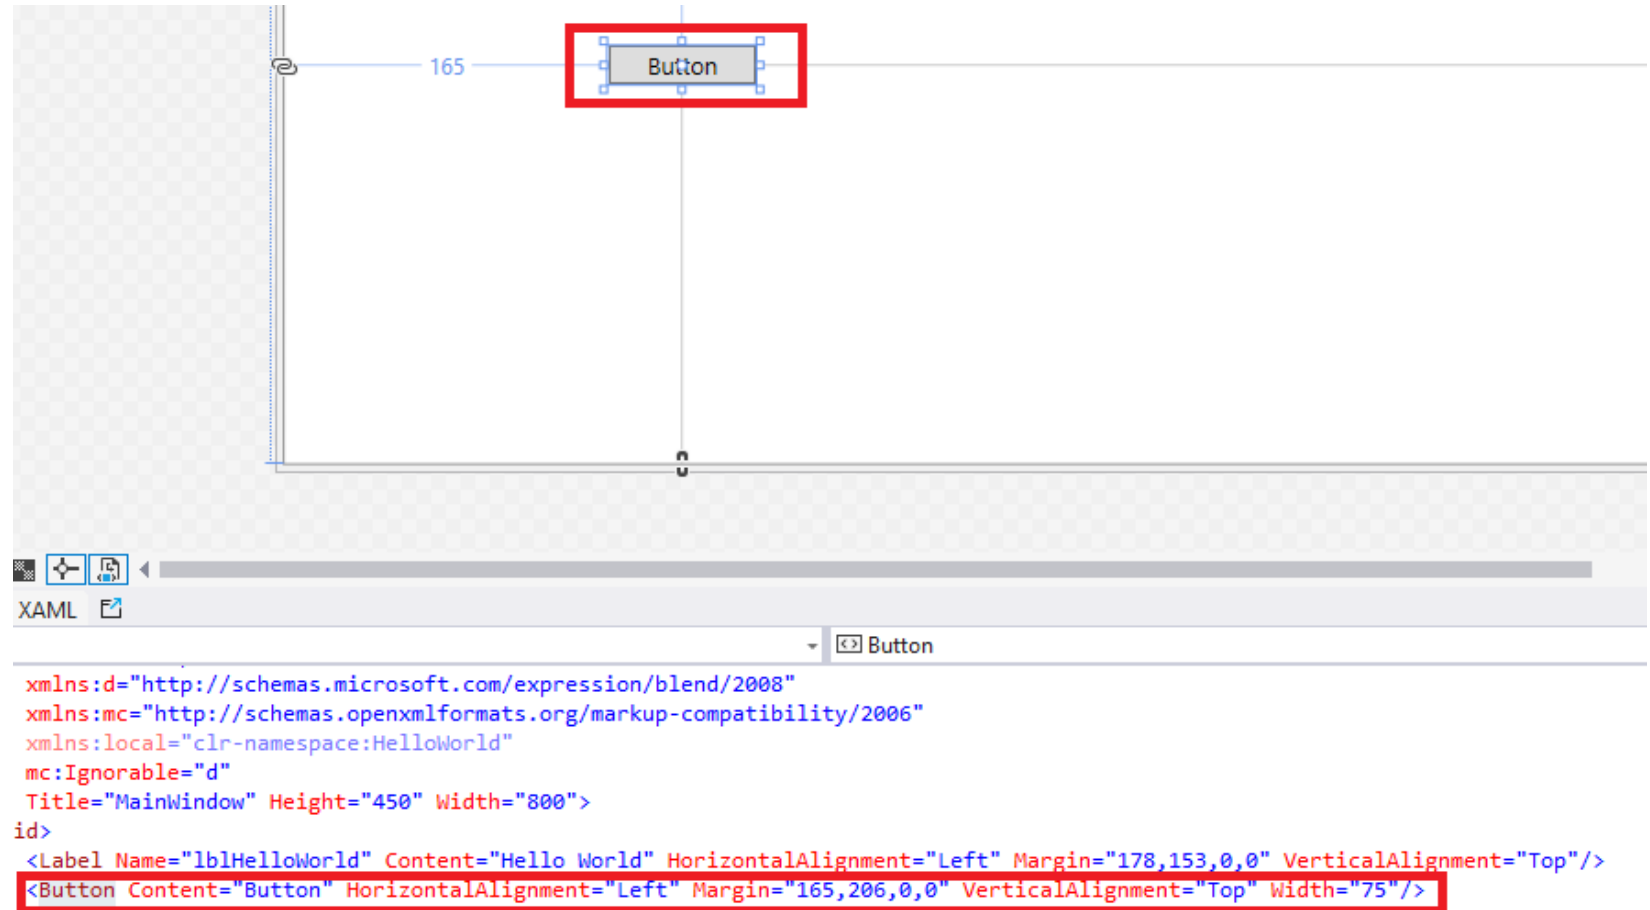 165
Button
XAML
Button
xmlns:d="http://schemas.microsoft.com/expression/blend/2008"
xmlns:mc="http://schemas.openxmlformats.org/markup-compatibility/2006"
xmlns:local="clr-namespace:HelloWorld"
mc:Ignorable="d"
Title="MainWindow" Height="450" Width="800">
id>
<Label Name="lblHelloWorld" Content="Hello World" HorizontalAlignment="Left" Margin="178,153,0,0" VerticalAlignment="Top"/>
<Button Content="Button" HorizontalAlignment="Left" Margin="165,206,0,0" VerticalAlignment="Top" Width="75"/>